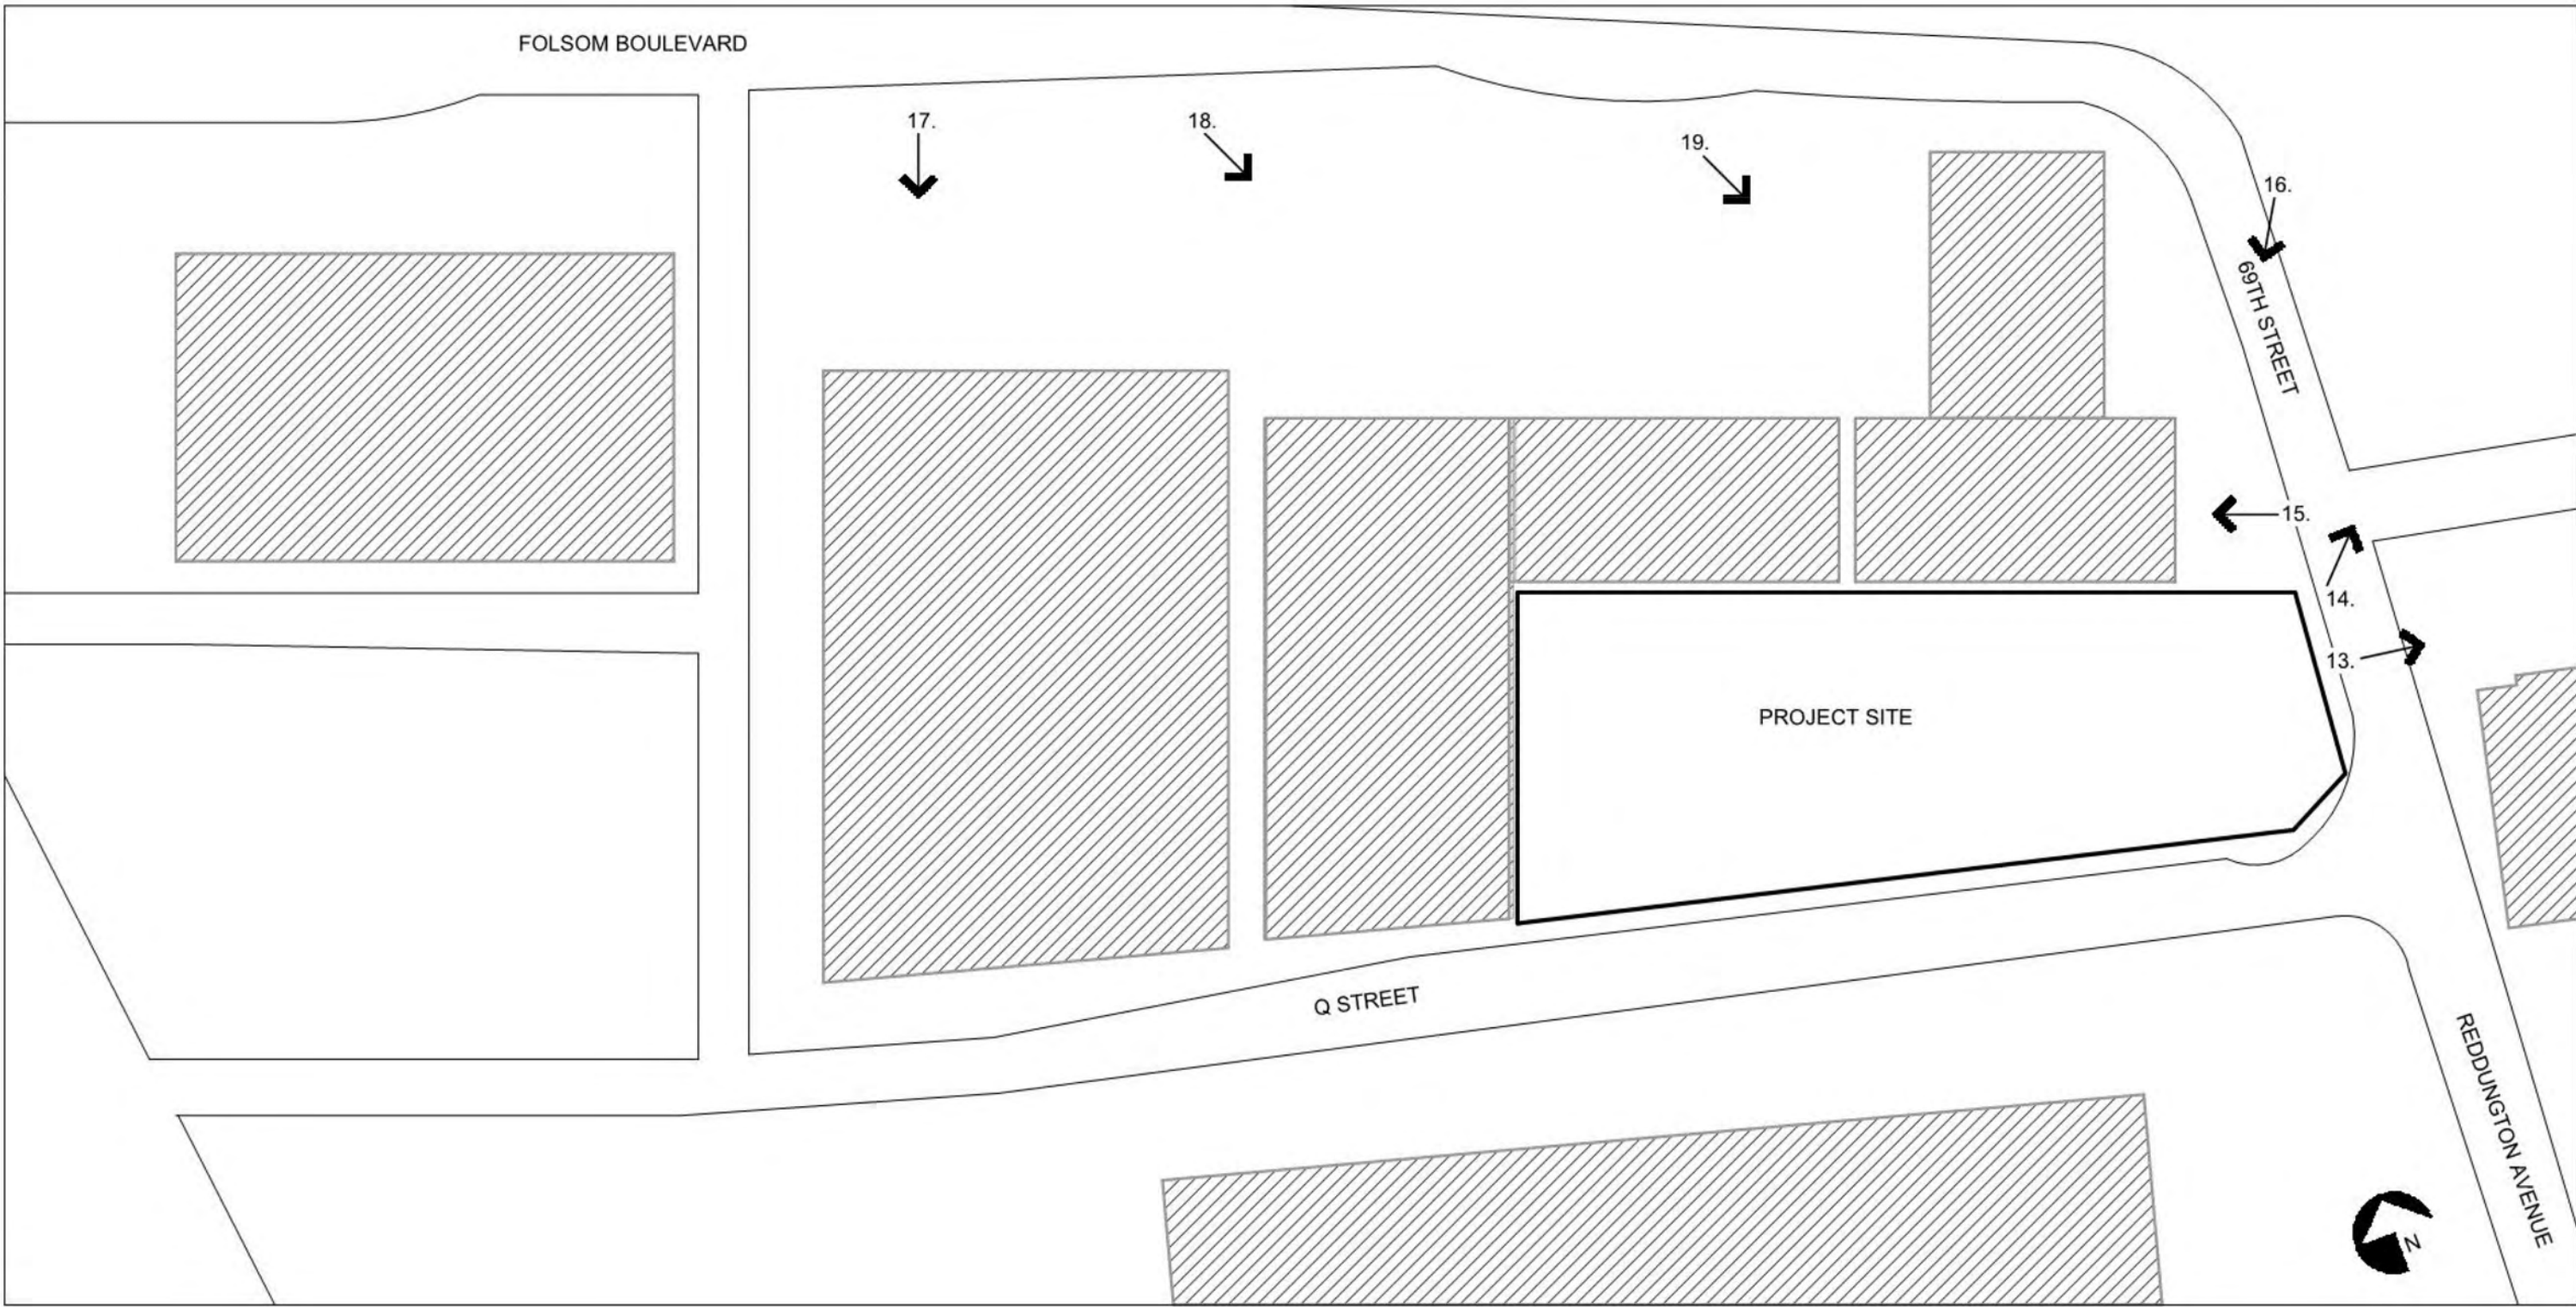 FOLSOM BOULEVARD
17.
18.
19.
16.
69TH STREET
15.
14.
13.
PROJECT SITE
Q STREET
REDDUNGTON AVENUE
N